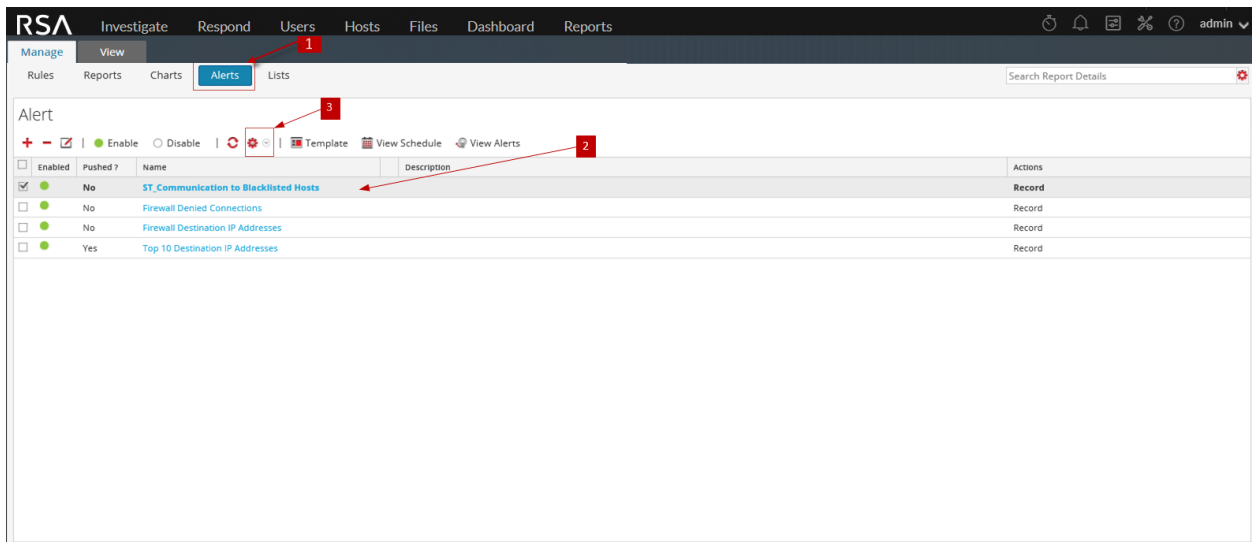 RSA Investigate Respond Users Hosts Files Dashboard Reports admin
Manage View
1
Rules Reports Charts Alerts Lists Search Report Details
Alert
3
Enable Disable Template View Schedule View Alerts
2
Enabled Pushed ? Name Description Actions
No ST_Communication to Blacklisted Hosts Record
No Firewall Denied Connections Record
No Firewall Destination IP Addresses Record
Yes Top 10 Destination IP Addresses Record